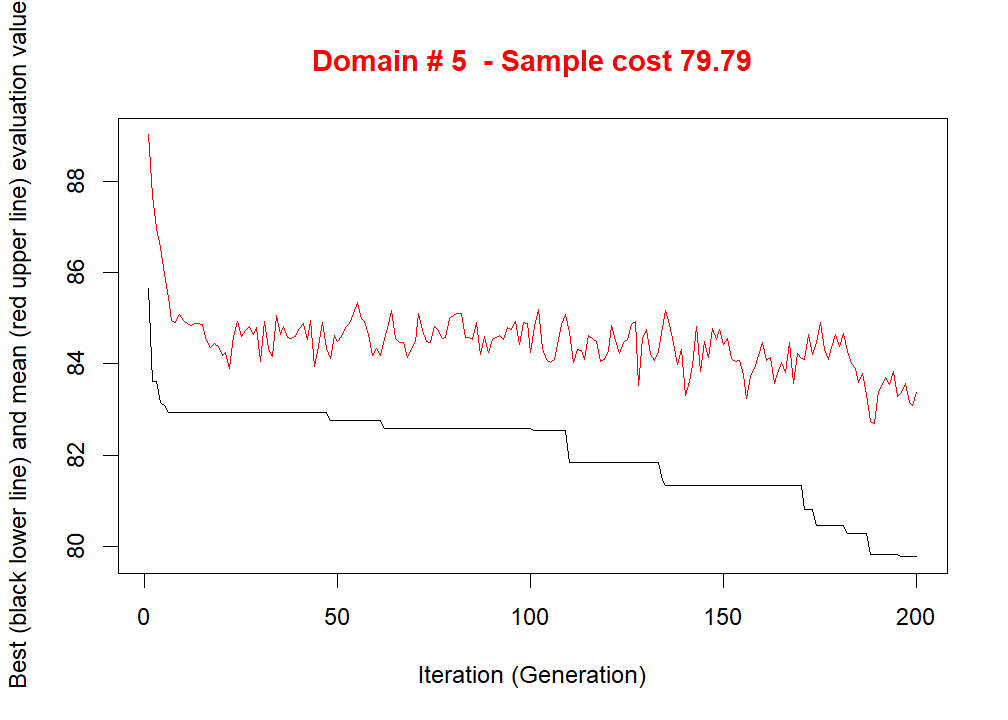 Domain # 5  - Sample cost 79.79
Best (black lower line) and mean (red upper line) evaluation value
88
86
84
82
80
0 50 100 150 200
Iteration (Generation)